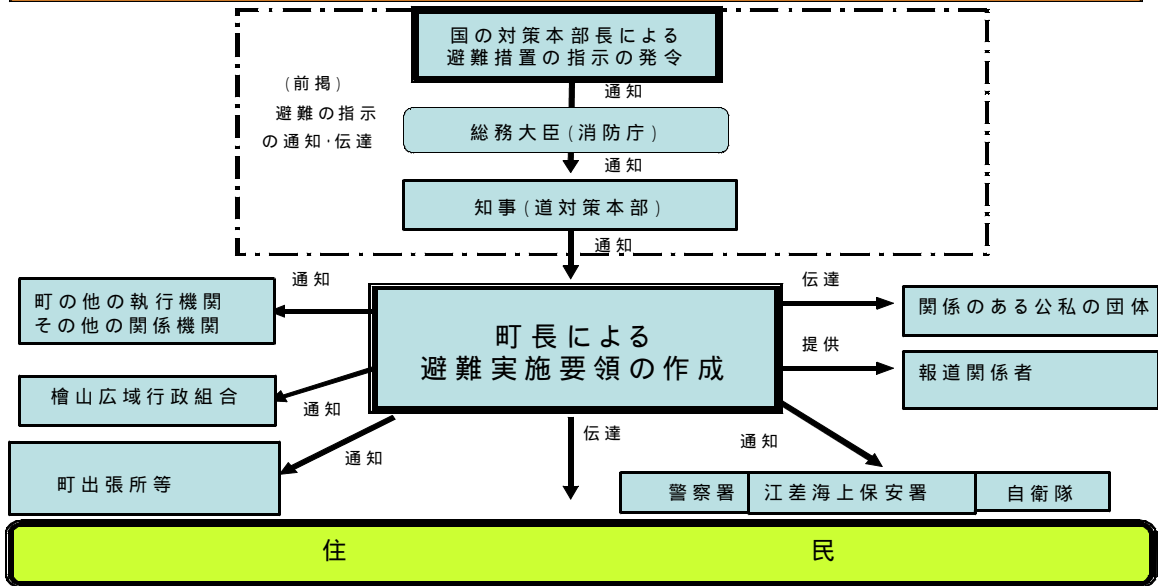 国の対策本部長による
避難措置の指示の発令
(前掲)
避難の指示
の通知・伝達
通知
総務大臣(消防庁)
通知
知事(道対策本部)
通知
通知
町の他の執行機関
その他の関係機関
檜山広域行政組合
通知
町出張所等
通知
町長による
避難実施要領の作成
伝達
関係のある公私の団体
提供
報道関係者
伝達
通知
警察署
江差海上保安署
自衛隊
住民